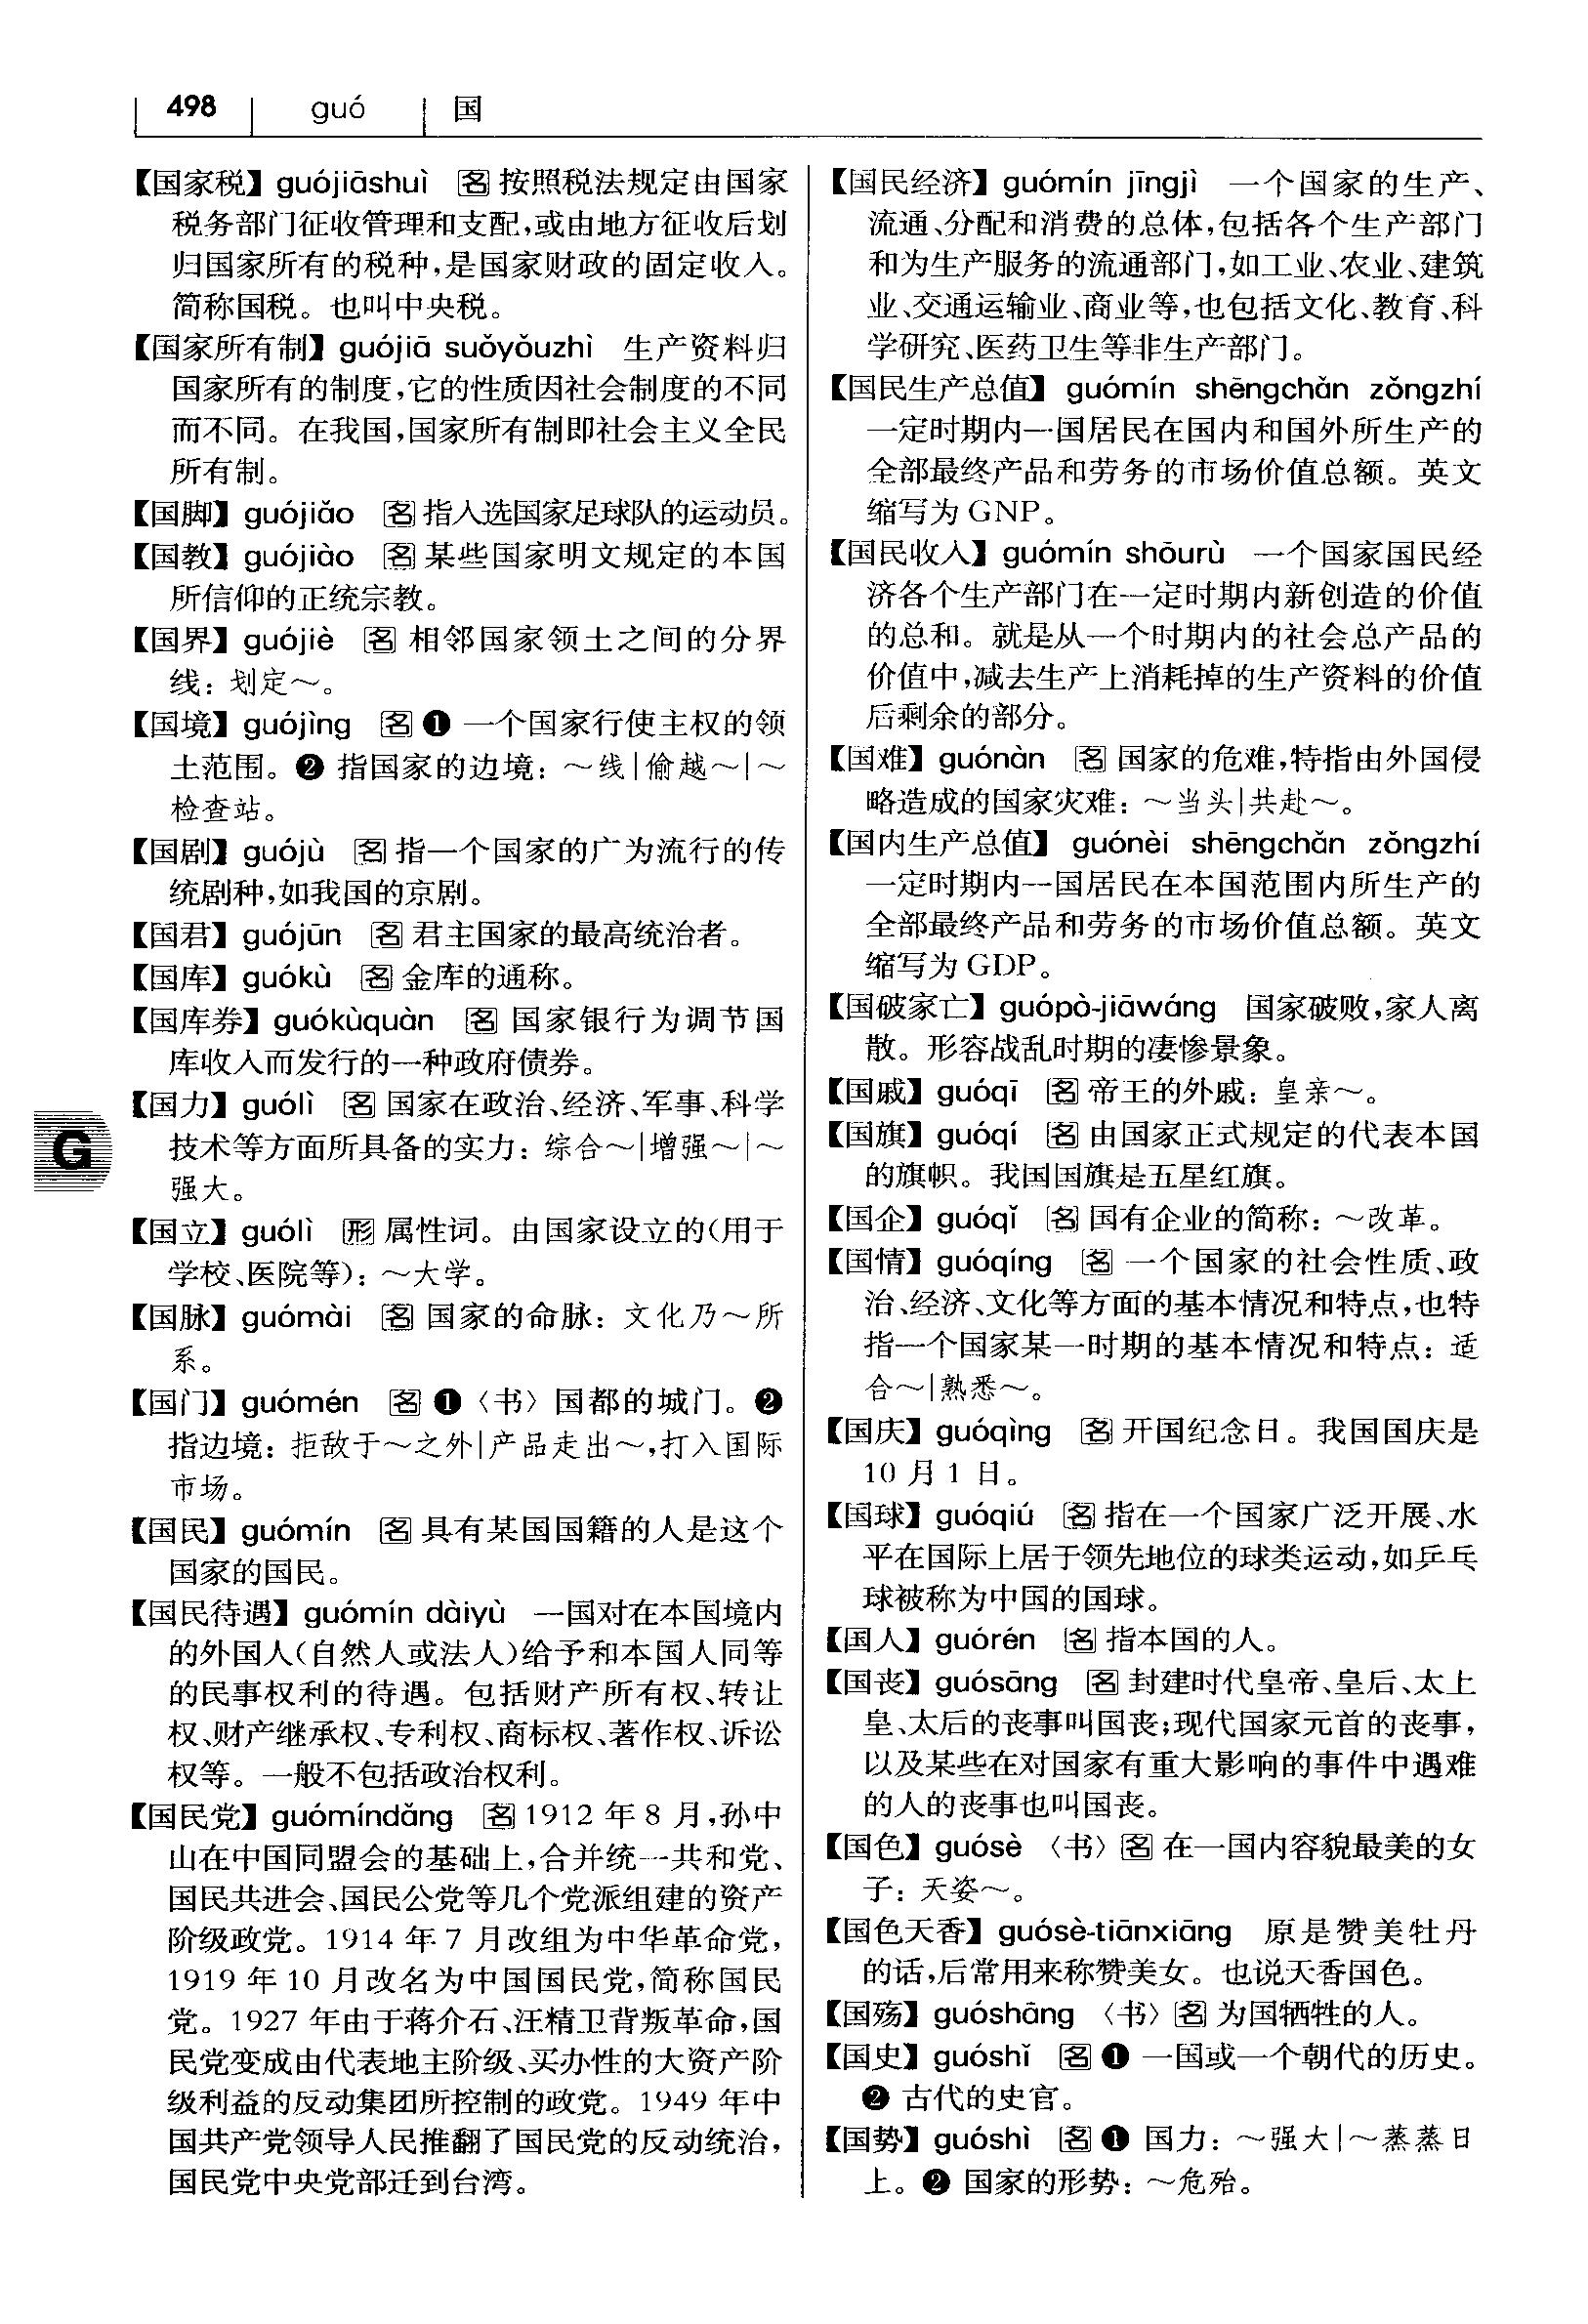 498 guó 国
【国家税】guójiāshuì 名 按照税法规定由国家
税务部门征收管理和支配,或由地方征收后划
归国家所有的税种,是国家财政的固定收入。
简称国税。也叫中央税。
【国家所有制】guójiā suǒyǒuzhì 生产资料归
国家所有的制度,它的性质因社会制度的不同
而不同。在我国,国家所有制即社会主义全民
所有制。
【国脚】guójiǎo 名 指入选国家足球队的运动员。
【国教】guójiào 名 某些国家明文规定的本国
所信仰的正统宗教。
【国界】guójiè 名 相邻国家领土之间的分界
线：划定～。
【国境】guójìng 名 ❶ 一个国家行使主权的领
土范围。❷ 指国家的边境：～线|偷越～|～
检查站。
【国剧】guójù 名 指一个国家的广为流行的传
统剧种,如我国的京剧。
【国君】guójūn 名 君主国家的最高统治者。
【国库】guókù 名 金库的通称。
【国库券】guókùquàn 名 国家银行为调节国
库收入而发行的一种政府债券。
【国力】guólì 名 国家在政治、经济、军事、科学
技术等方面所具备的实力：综合～|增强～|～
强大。
【国立】guólì 形 属性词。由国家设立的(用于
学校、医院等)：～大学。
【国脉】guómài 名 国家的命脉：文化乃～所
系。
【国门】guómén 名 ❶〈书〉国都的城门。❷
指边境：拒敌于～之外|产品走出～,打入国际
市场。
【国民】guómín 名 具有某国国籍的人是这个
国家的国民。
【国民待遇】guómín dàiyù 一国对在本国境内
的外国人(自然人或法人)给予和本国人同等
的民事权利的待遇。包括财产所有权、转让
权、财产继承权、专利权、商标权、著作权、诉讼
权等。一般不包括政治权利。
【国民党】guómíndǎng 名 1912 年 8 月,孙中
山在中国同盟会的基础上,合并统一共和党、
国民共进会、国民公党等几个党派组建的资产
阶级政党。1914 年 7 月改组为中华革命党,
1919 年 10 月改名为中国国民党,简称国民
党。1927 年由于蒋介石、汪精卫背叛革命,国
民党变成由代表地主阶级、买办性的大资产阶
级利益的反动集团所控制的政党。1949 年中
国共产党领导人民推翻了国民党的反动统治,
国民党中央党部迁到台湾。
G
【国民经济】guómín jīngjì 一个国家的生产、
流通、分配和消费的总体,包括各个生产部门
和为生产服务的流通部门,如工业、农业、建筑
业、交通运输业、商业等,也包括文化、教育、科
学研究、医药卫生等非生产部门。
【国民生产总值】guómín shēngchǎn zǒngzhí
一定时期内一国居民在国内和国外所生产的
全部最终产品和劳务的市场价值总额。英文
缩写为 GNP。
【国民收入】guómín shōurù 一个国家国民经
济各个生产部门在一定时期内新创造的价值
的总和。就是从一个时期内的社会总产品的
价值中,减去生产上消耗掉的生产资料的价值
后剩余的部分。
【国难】guónàn 名 国家的危难,特指由外国侵
略造成的国家灾难：～当头|共赴～。
【国内生产总值】guónèi shēngchǎn zǒngzhí
一定时期内一国居民在本国范围内所生产的
全部最终产品和劳务的市场价值总额。英文
缩写为 GDP。
【国破家亡】guópò-jiāwáng 国家破败,家人离
散。形容战乱时期的凄惨景象。
【国戚】guóqī 名 帝王的外戚：皇亲～。
【国旗】guóqí 名 由国家正式规定的代表本国
的旗帜。我国国旗是五星红旗。
【国企】guóqǐ 名 国有企业的简称：～改革。
【国情】guóqíng 名 一个国家的社会性质、政
治、经济、文化等方面的基本情况和特点,也特
指一个国家某一时期的基本情况和特点：适
合～|熟悉～。
【国庆】guóqìng 名 开国纪念日。我国国庆是
10 月 1 日。
【国球】guóqiú 名 指在一个国家广泛开展、水
平在国际上居于领先地位的球类运动,如乒乓
球被称为中国的国球。
【国人】guórén 名 指本国的人。
【国丧】guósāng 名 封建时代皇帝、皇后、太上
皇、太后的丧事叫国丧;现代国家元首的丧事,
以及某些在对国家有重大影响的事件中遇难
的人的丧事也叫国丧。
【国色】guósè〈书〉名 在一国内容貌最美的女
子：天姿～。
【国色天香】guósè-tiānxiāng 原是赞美牡丹
的话,后常用来称赞美女。也说天香国色。
【国殇】guóshāng〈书〉名 为国牺牲的人。
【国史】guóshǐ 名 ❶ 一国或一个朝代的历史。
❷ 古代的史官。
【国势】guóshì 名 ❶ 国力：～强大|～蒸蒸日
上。❷ 国家的形势：～危殆。